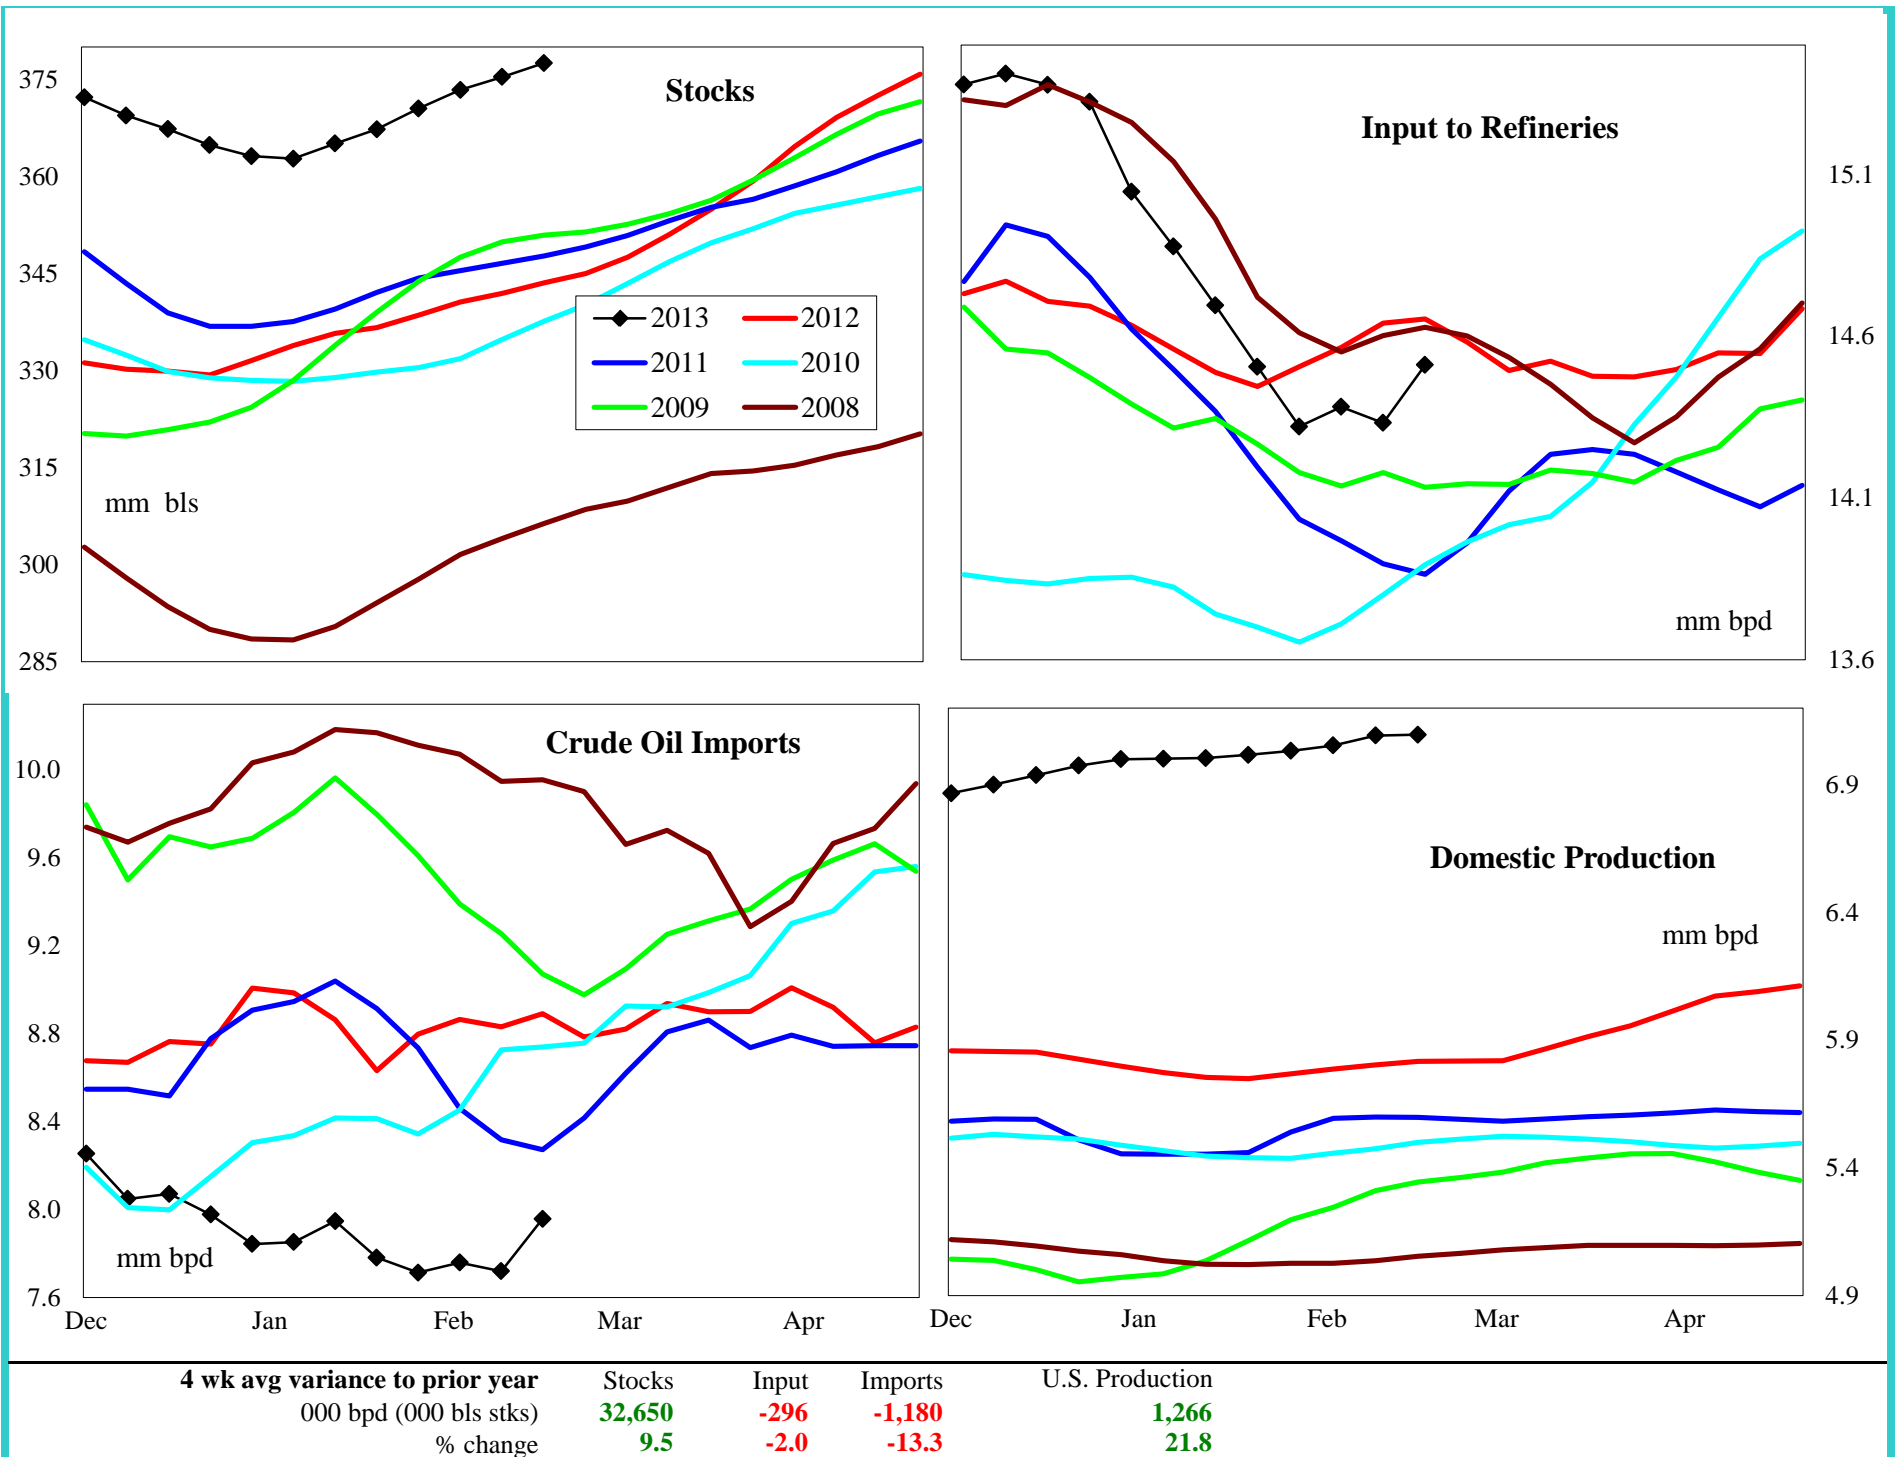 Stocks
375
360
345
330
315
300
285
mm bls
2013 2012
2011 2010
2009 2008
Input to Refineries
15.1
14.6
14.1
13.6
mm bpd
Crude Oil Imports
10.0
9.6
9.2
8.8
8.4
8.0
7.6
mm bpd
Dec Jan Feb Mar Apr
Domestic Production
mm bpd
6.9
6.4
5.9
5.4
4.9
Dec Jan Feb Mar Apr
4 wk avg variance to prior year Stocks Input Imports U.S. Production
000 bpd (000 bls stks) 32,650 -296 -1,180 1,266
% change 9.5 -2.0 -13.3 21.8